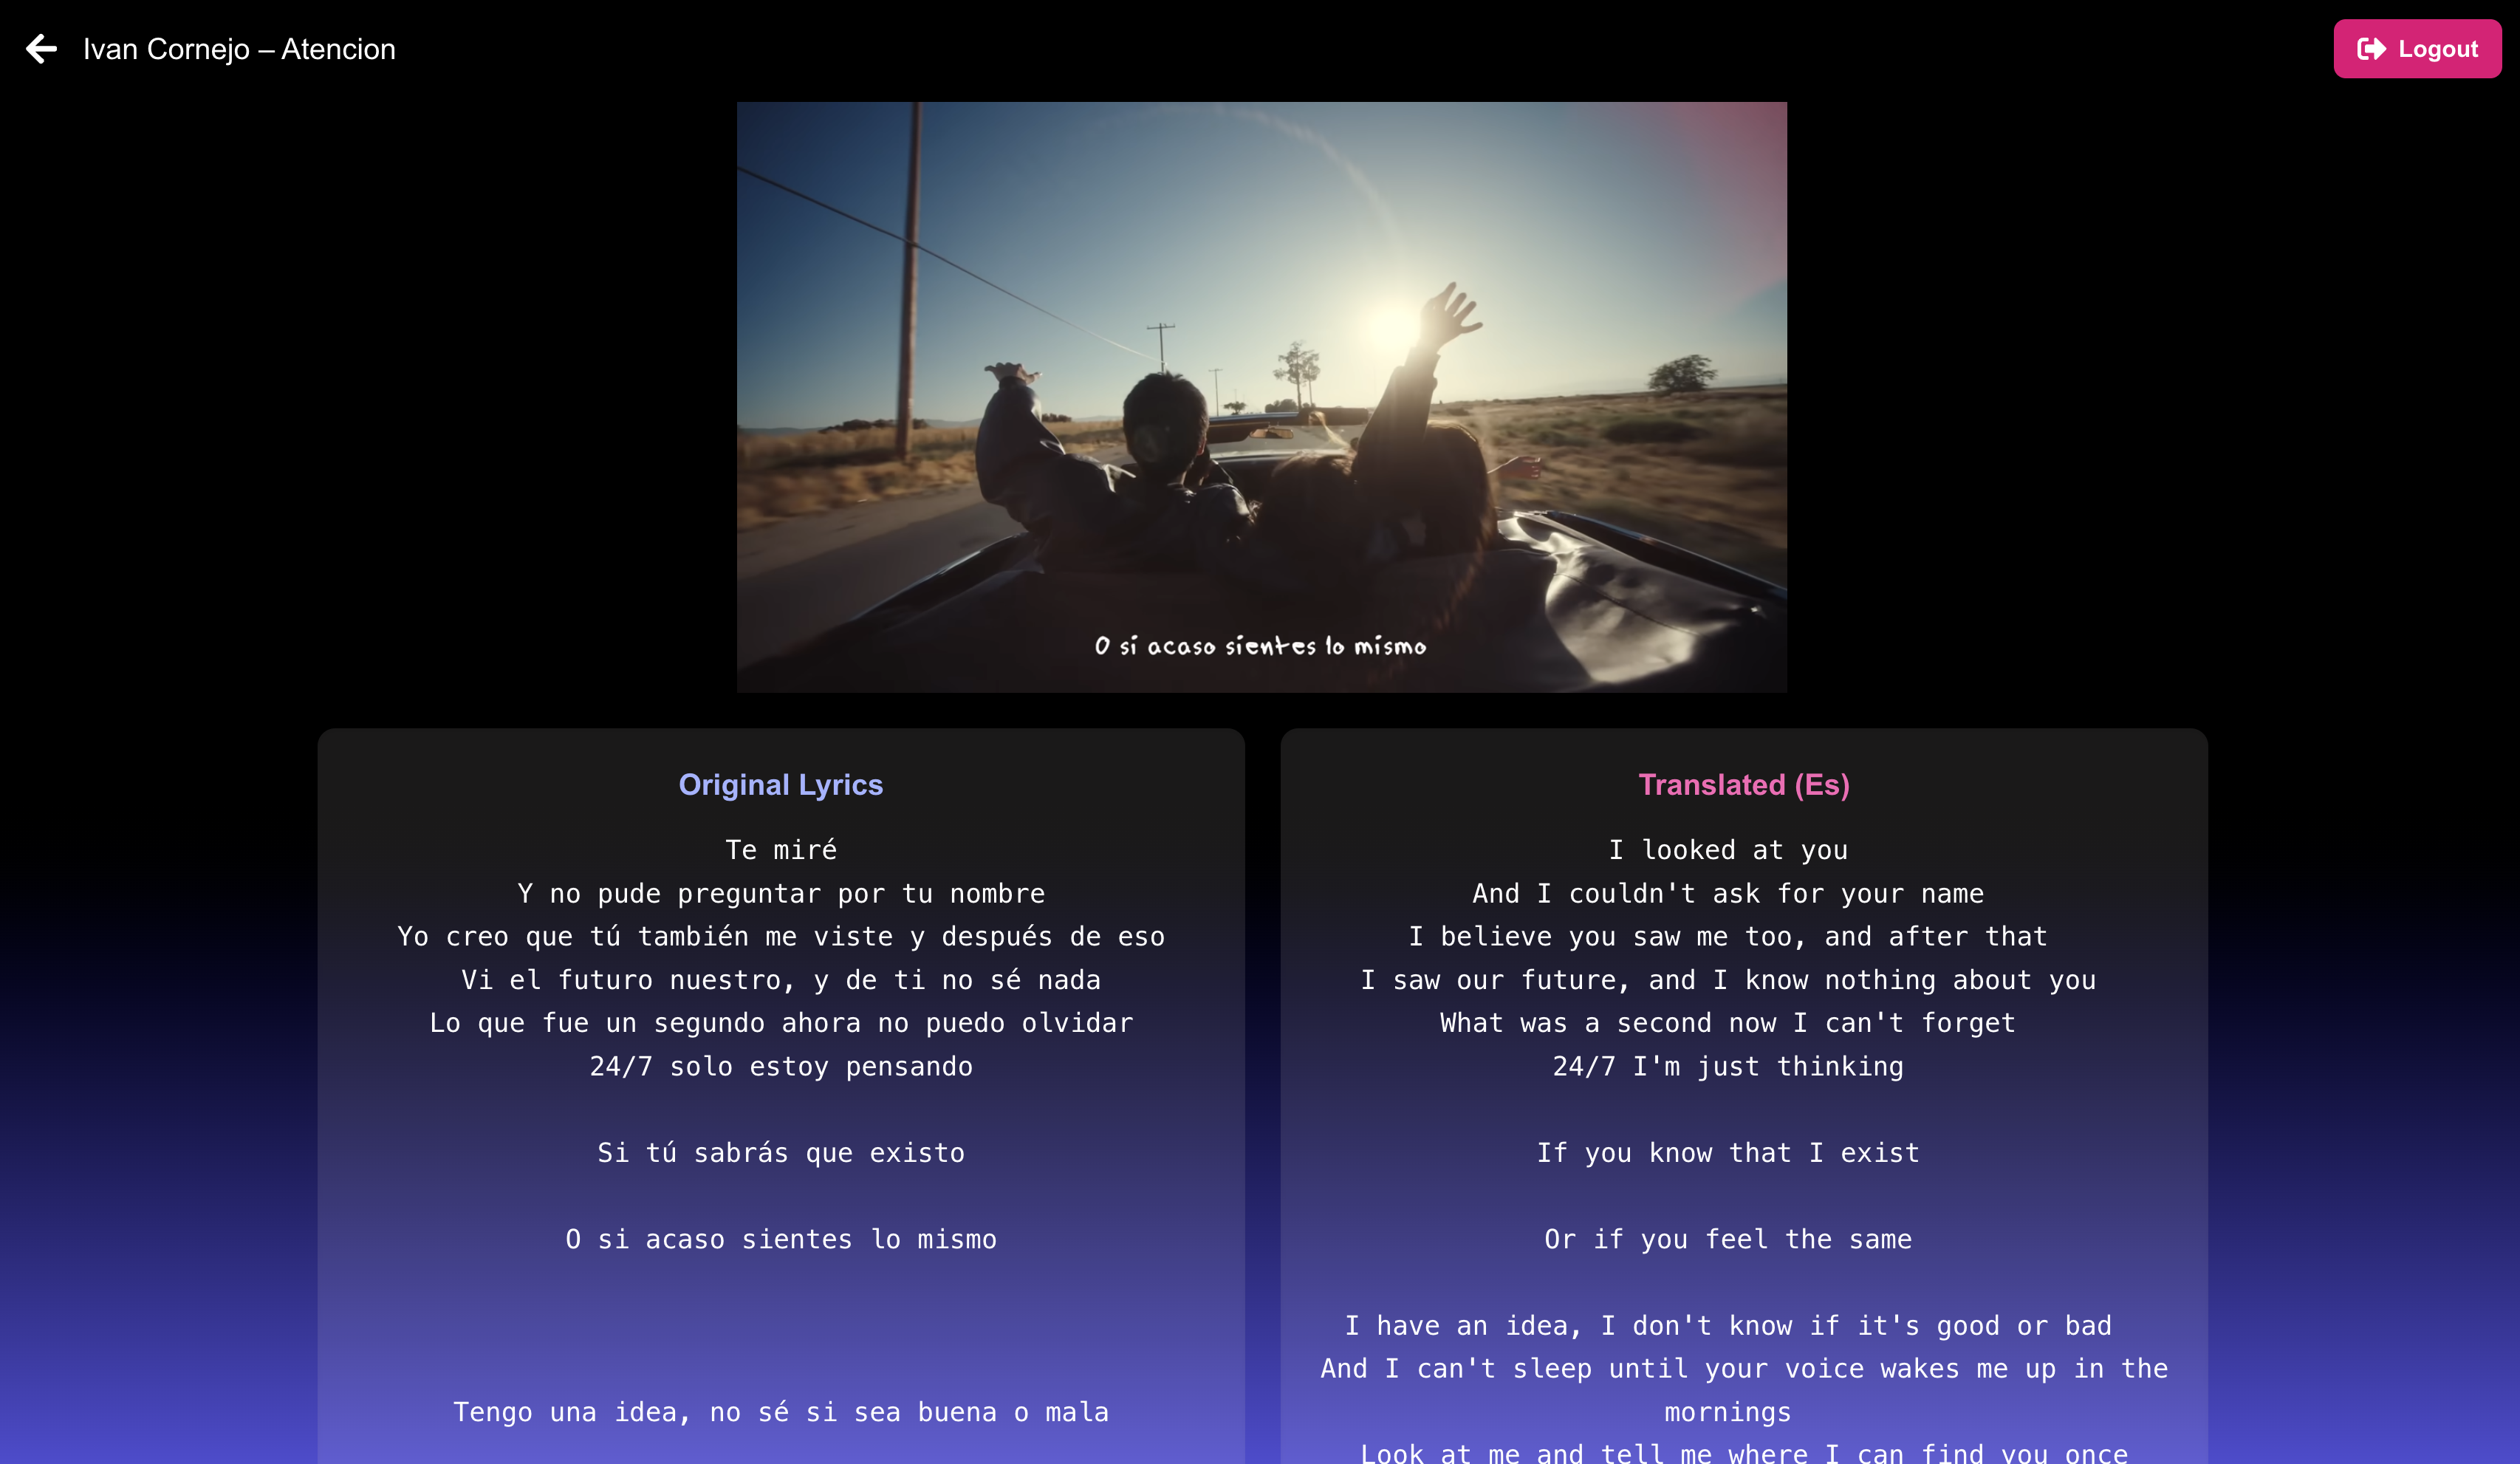 Ivan Cornejo – Atencion
Logout
O si acaso sientes lo mismo
Original Lyrics
Te miré
Y no pude preguntar por tu nombre
Yo creo que tú también me viste y después de eso
Vi el futuro nuestro, y de ti no sé nada
Lo que fue un segundo ahora no puedo olvidar
24/7 solo estoy pensando
Si tú sabrás que existo
O si acaso sientes lo mismo
Tengo una idea, no sé si sea buena o mala
Translated (Es)
I looked at you
And I couldn't ask for your name
I believe you saw me too, and after that
I saw our future, and I know nothing about you
What was a second now I can't forget
24/7 I'm just thinking
If you know that I exist
Or if you feel the same
I have an idea, I don't know if it's good or bad
And I can't sleep until your voice wakes me up in the
mornings
Look at me and tell me where I can find you once